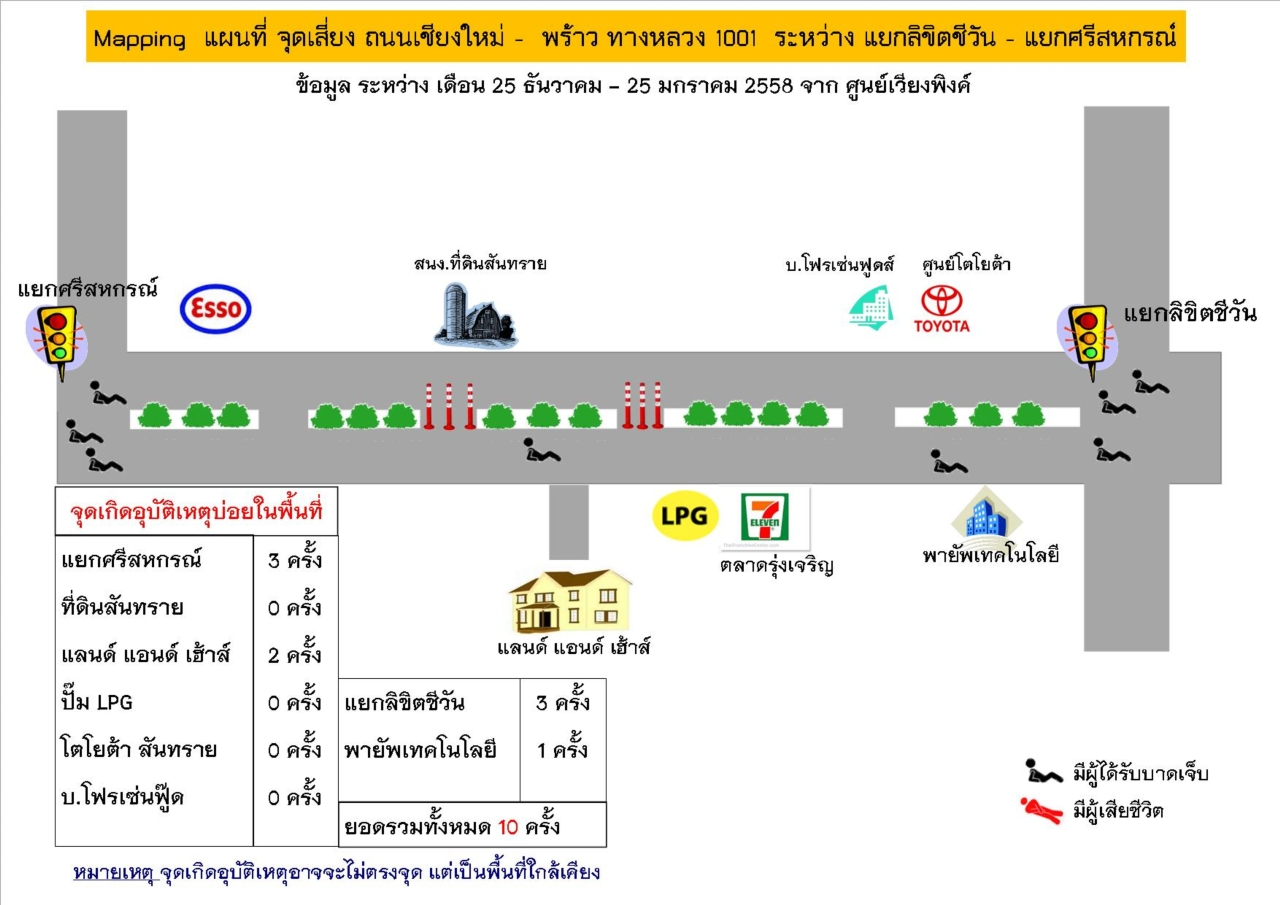 Mapping แผนที่ จุดเสี่ยง ถนนเชียงใหม่ - พร้าว ทางหลวง 1001 ระหว่าง แยกลิขิตชีวัน - แยกศรีสหกรณ์
ข้อมูล ระหว่าง เดือน 25 ธันวาคม – 25 มกราคม 2558 จาก ศูนย์เวียงพิงค์
สนง.ที่ดินสันทราย
บ.โฟรเซ่นฟูดส์
ศูนย์โตโยต้า
แยกศรีสหกรณ์
Esso
TOYOTA
แยกลิขิตชีวัน
LPG
7
ELEVEN
ตลาดรุ่งเจริญ
พายัพเทคโนโลยี
แลนด์ แอนด์ เฮ้าส์
จุดเกิดอุบัติเหตุบ่อยในพื้นที่
แยกศรีสหกรณ์ 3 ครั้ง
ที่ดินสันทราย 0 ครั้ง
แลนด์ แอนด์ เฮ้าส์ 2 ครั้ง
ปั๊ม LPG 0 ครั้ง
โตโยต้า สันทราย 0 ครั้ง
บ.โฟรเซ่นฟู๊ด 0 ครั้ง
แยกลิขิตชีวัน 3 ครั้ง
พายัพเทคโนโลยี 1 ครั้ง
ยอดรวมทั้งหมด 10 ครั้ง
มีผู้ได้รับบาดเจ็บ
มีผู้เสียชีวิต
หมายเหตุ จุดเกิดอุบัติเหตุอาจจะไม่ตรงจุด แต่เป็นพื้นที่ใกล้เคียง